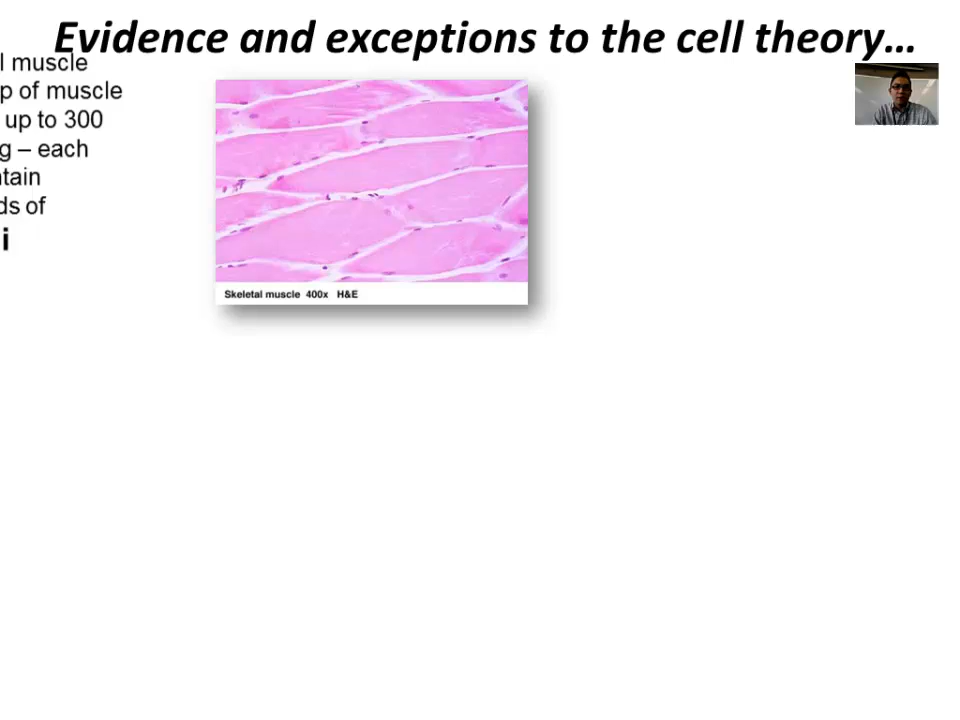 Evidence and exceptions to the cell theory…
l muscle
p of muscle
up to 300
g – each
ntain
ds of
i
Skeletal muscle 400x H&E